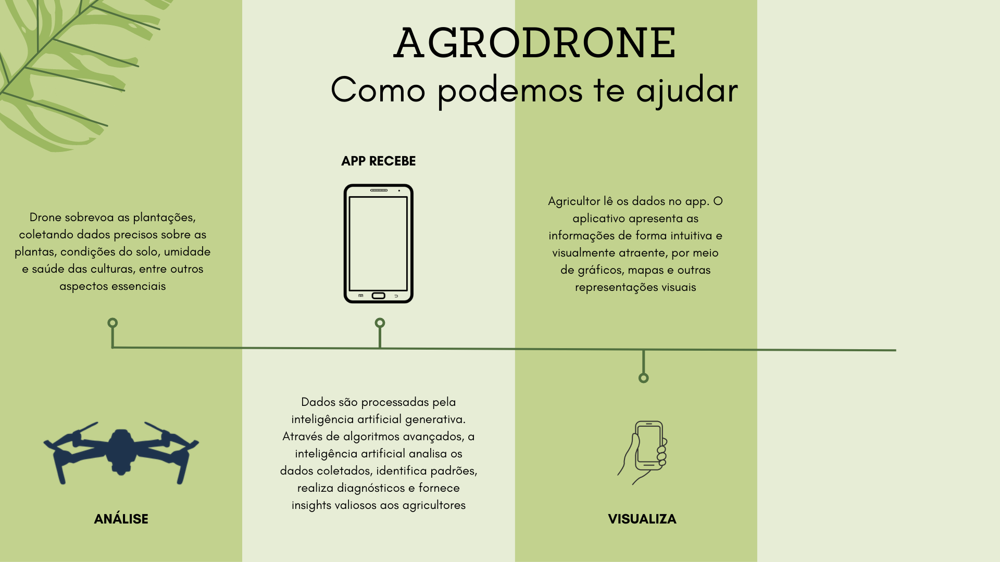 AGRODRONE
Como podemos te ajudar
Drone sobrevoa as plantações,
coletando dados precisos sobre as
plantas, condições do solo, umidade
e saúde das culturas, entre outros
aspectos essenciais
ANÁLISE
APP RECEBE
Dados são processadas pela
inteligência artificial generativa.
Através de algoritmos avançados, a
inteligência artificial analisa os
dados coletados, identifica padrões,
realiza diagnósticos e fornece
insights valiosos aos agricultores
Agricultor lê os dados no app. O
aplicativo apresenta as
informações de forma intuitiva e
visualmente atraente, por meio
de gráficos, mapas e outras
representações visuais
VISUALIZA